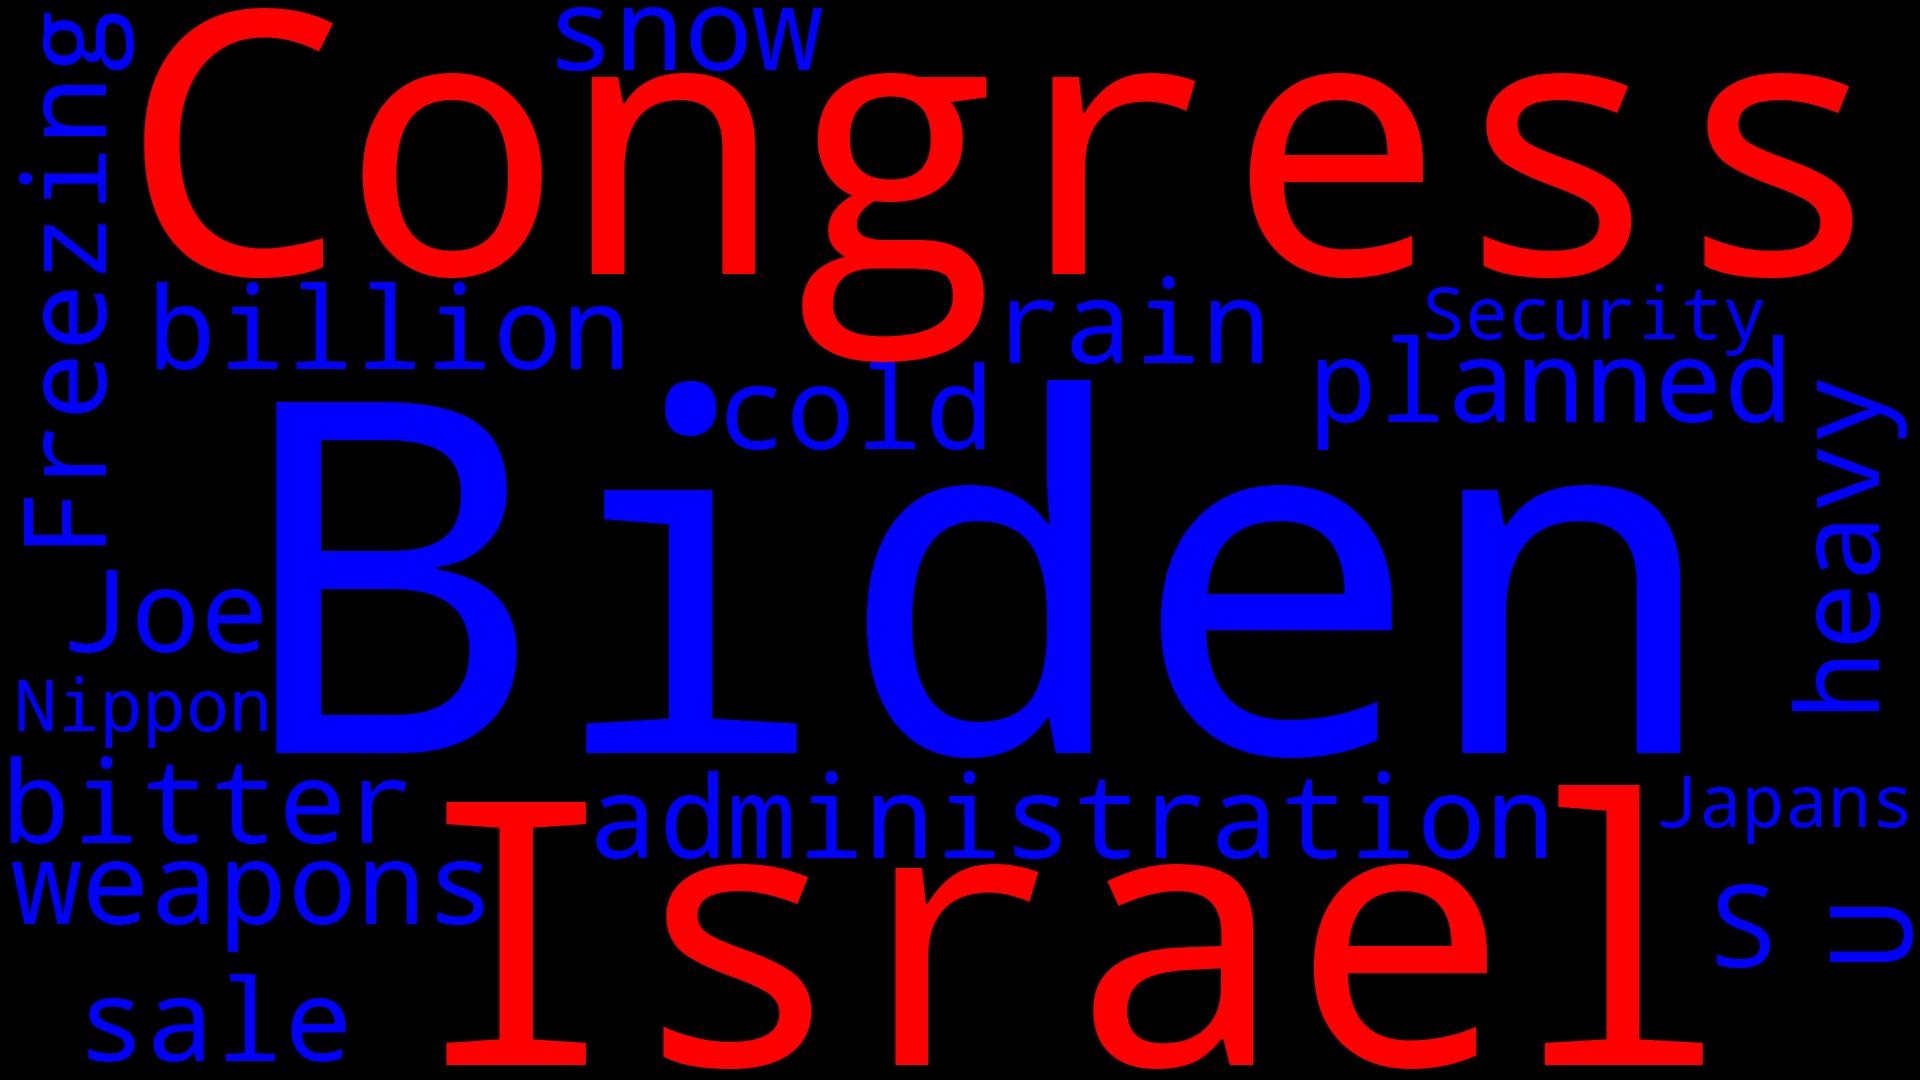 snow
Congress
Freezing
billion
rain
Security
planned
cold
heavy
Biden
Joe
Nippon
bitter
administration
Japans
weapons
Israel
S
U
sale